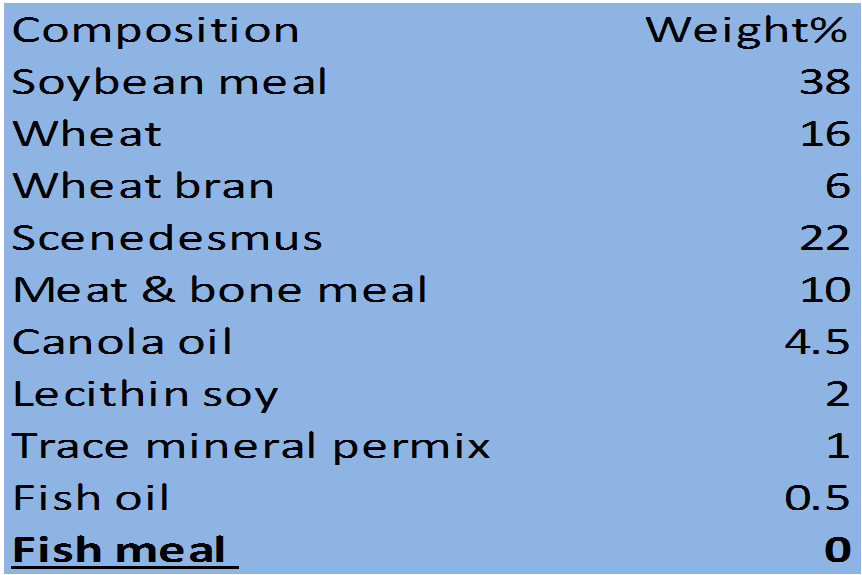 Composition Weight%
Soybean meal 38
Wheat 16
Wheat bran 6
Scenedesmus 22
Meat & bone meal 10
Canola oil 4.5
Lecithin soy 2
Trace mineral permix 1
Fish oil 0.5
Fish meal 0